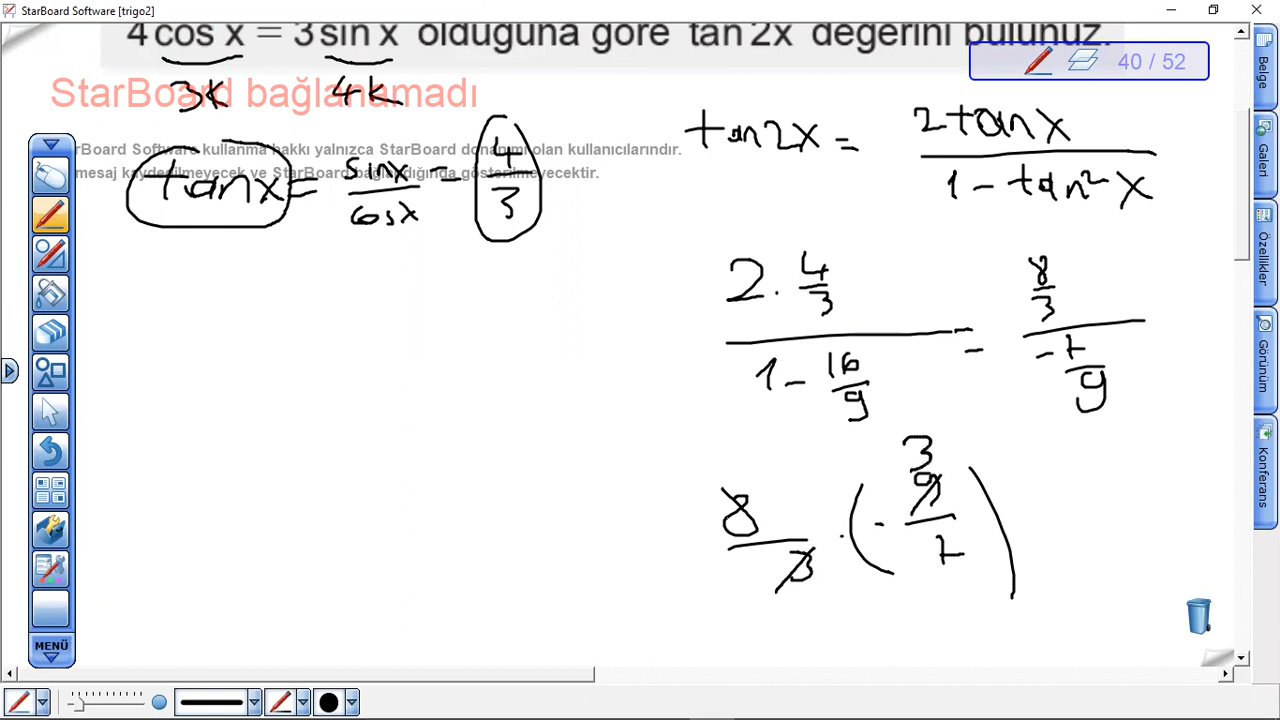 StarBoard Software [trigo2]
4 cos x = 3 sin x olduğuna göre tan 2x değerini bulunuz.
3k 4k
40 / 52
StarBoard bağlanamadı
StarBoard Software kullanma hakkı yalnızca StarBoard donanımı olan kullanıcılarındır.
mesaj kaydedilmeyecek ve StarBoard bağlandığında gösterilmeyecektir.
tanx = sinx/cosx = 4/3
tan2x = 2tanx / 1 - tan²x
2 . 4/3 / 1 - 16/9 = 8/3 / -7/9
8/3 . (- 9/7)
3
MENÜ
Belge
Galeri
Özellikler
Görünüm
Konferans